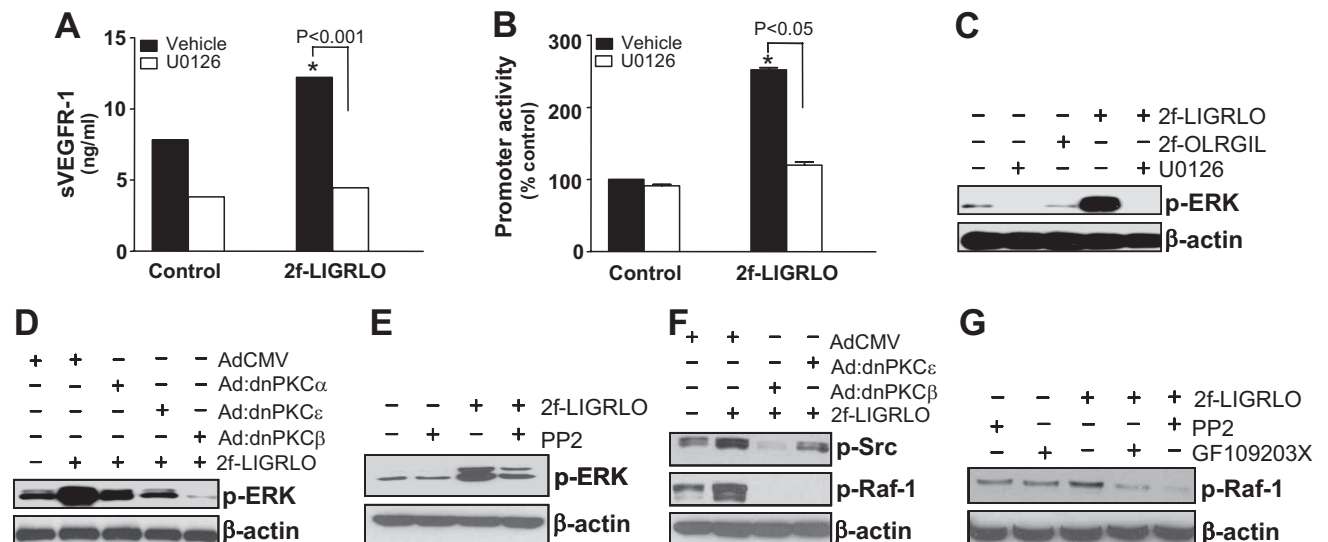 A
15
10
5
0
sVEGFR-1
(ng/ml)
Vehicle
U0126
P<0.001
*
Control 2f-LIGRLO
B
300
200
100
0
Promoter activity
(% control)
Vehicle
U0126
P<0.05
*
Control 2f-LIGRLO
C
− − − + + 2f-LIGRLO
− − + − − 2f-OLRGIL
− + − − + U0126
p-ERK
β-actin
D
+ + − − − AdCMV
− − + − − Ad:dnPKCα
− − − + − Ad:dnPKCε
− − − − + Ad:dnPKCβ
− + + + + 2f-LIGRLO
p-ERK
β-actin
E
− − + + 2f-LIGRLO
− + − + PP2
p-ERK
β-actin
F
+ + − − AdCMV
− − − + Ad:dnPKCε
− − + − Ad:dnPKCβ
− + + + 2f-LIGRLO
p-Src
p-Raf-1
β-actin
G
− − + + + 2f-LIGRLO
+ − − − + PP2
− + − + − GF109203X
p-Raf-1
β-actin